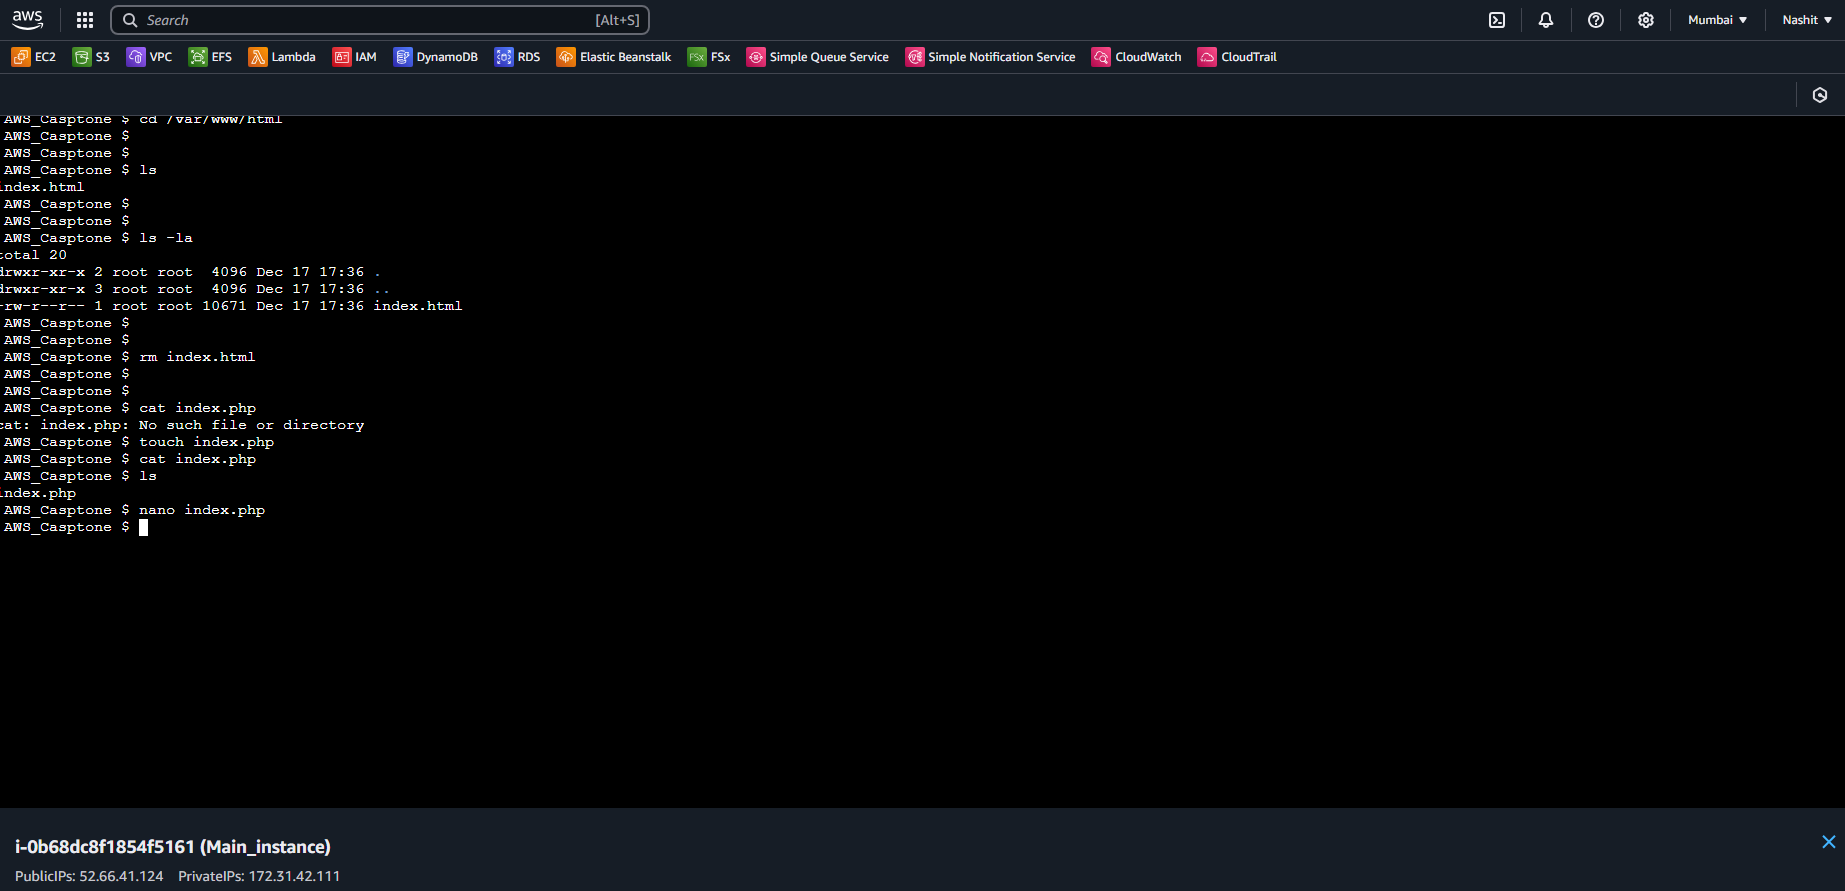 aws Search [Alt+S] Mumbai ▼ Nashit ▼
EC2 S3 VPC EFS Lambda IAM DynamoDB RDS Elastic Beanstalk FSx FSx Simple Queue Service Simple Notification Service CloudWatch CloudTrail
AWS_Casptone $ cd /var/www/html
AWS_Casptone $
AWS_Casptone $
AWS_Casptone $ ls
index.html
AWS_Casptone $
AWS_Casptone $
AWS_Casptone $ ls -la
total 20
drwxr-xr-x 2 root root  4096 Dec 17 17:36 .
drwxr-xr-x 3 root root  4096 Dec 17 17:36 ..
-rw-r--r-- 1 root root 10671 Dec 17 17:36 index.html
AWS_Casptone $
AWS_Casptone $
AWS_Casptone $ rm index.html
AWS_Casptone $
AWS_Casptone $
AWS_Casptone $ cat index.php
cat: index.php: No such file or directory
AWS_Casptone $ touch index.php
AWS_Casptone $ cat index.php
AWS_Casptone $ ls
index.php
AWS_Casptone $ nano index.php
AWS_Casptone $
i-0b68dc8f1854f5161 (Main_instance)
PublicIPs: 52.66.41.124 PrivateIPs: 172.31.42.111